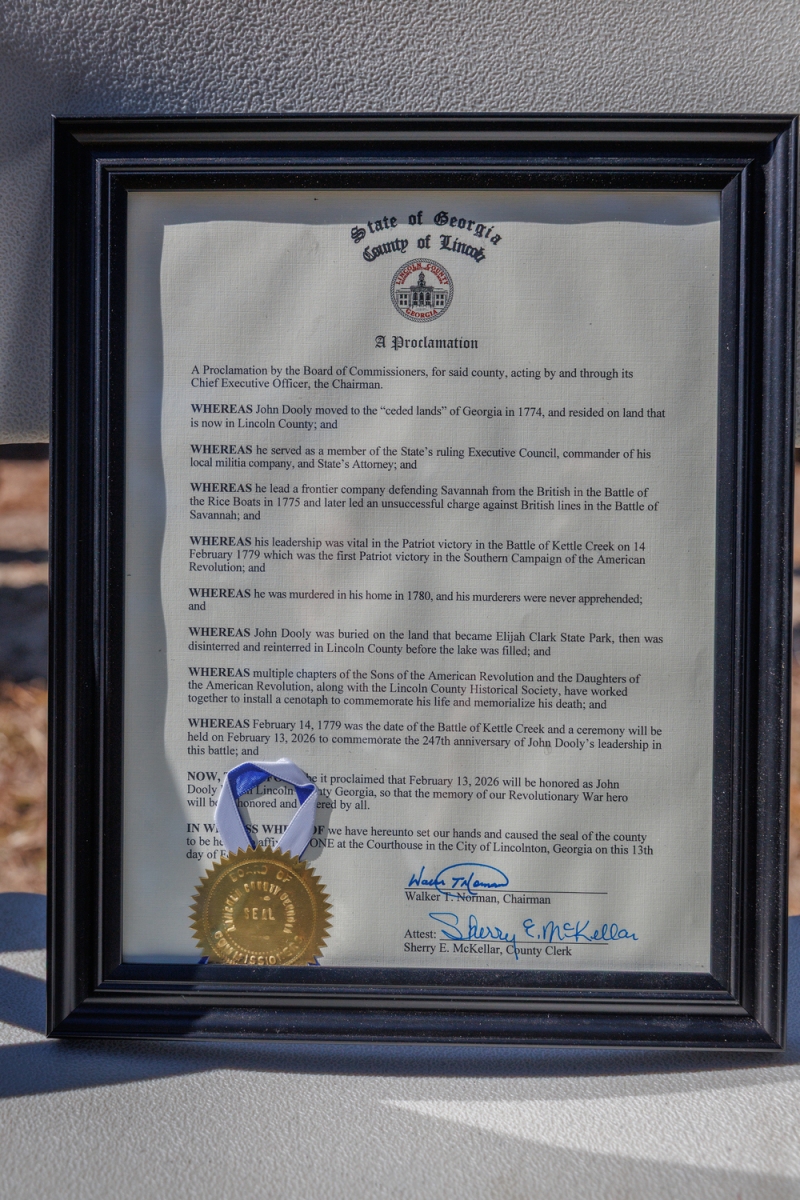 State of Georgia
County of Lincoln
LINCOLN COUNTY
GEORGIA
A Proclamation
A Proclamation by the Board of Commissioners, for said county, acting by and through its
Chief Executive Officer, the Chairman.
WHEREAS John Dooly moved to the “ceded lands” of Georgia in 1774, and resided on land that
is now in Lincoln County; and
WHEREAS he served as a member of the State’s ruling Executive Council, commander of his
local militia company, and State’s Attorney; and
WHEREAS he lead a frontier company defending Savannah from the British in the Battle of
the Rice Boats in 1775 and later led an unsuccessful charge against British lines in the Battle of
Savannah; and
WHEREAS his leadership was vital in the Patriot victory in the Battle of Kettle Creek on 14
February 1779 which was the first Patriot victory in the Southern Campaign of the American
Revolution; and
WHEREAS he was murdered in his home in 1780, and his murderers were never apprehended;
and
WHEREAS John Dooly was buried on the land that became Elijah Clark State Park, then was
disinterred and reinterred in Lincoln County before the lake was filled; and
WHEREAS multiple chapters of the Sons of the American Revolution and the Daughters of
the American Revolution, along with the Lincoln County Historical Society, have worked
together to install a cenotaph to commemorate his life and memorialize his death; and
WHEREAS February 14, 1779 was the date of the Battle of Kettle Creek and a ceremony will be
held on February 13, 2026 to commemorate the 247th anniversary of John Dooly’s leadership in
this battle; and
NOW, be it proclaimed that February 13, 2026 will be honored as John
Dooly Lincoln Georgia, so that the memory of our Revolutionary War hero
will be honored and by all.
IN we have hereunto set our hands and caused the seal of the county
to be DONE at the Courthouse in the City of Lincolnton, Georgia on this 13th
day of
Walker T. Norman
Walker T. Norman, Chairman
Attest: Sherry E. McKellar
Sherry E. McKellar, County Clerk
BOARD OF
LINCOLN COUNTY GEORGIA
SEAL
COMMISSIONERS